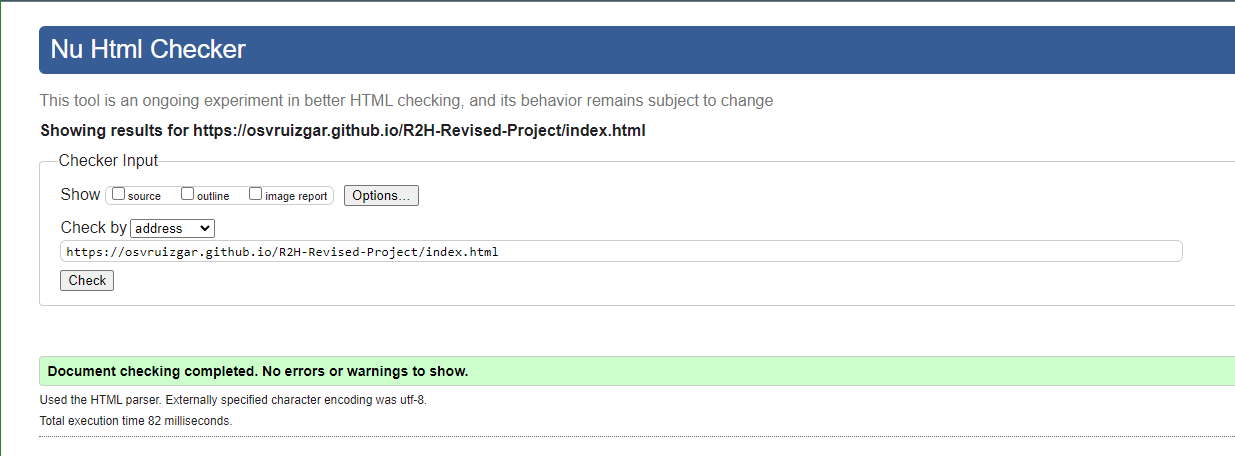 Nu Html Checker
This tool is an ongoing experiment in better HTML checking, and its behavior remains subject to change
Showing results for https://osvruizgar.github.io/R2H-Revised-Project/index.html
Checker Input
Show source outline image report Options...
Check by address
https://osvruizgar.github.io/R2H-Revised-Project/index.html
Check
Document checking completed. No errors or warnings to show.
Used the HTML parser. Externally specified character encoding was utf-8.
Total execution time 82 milliseconds.